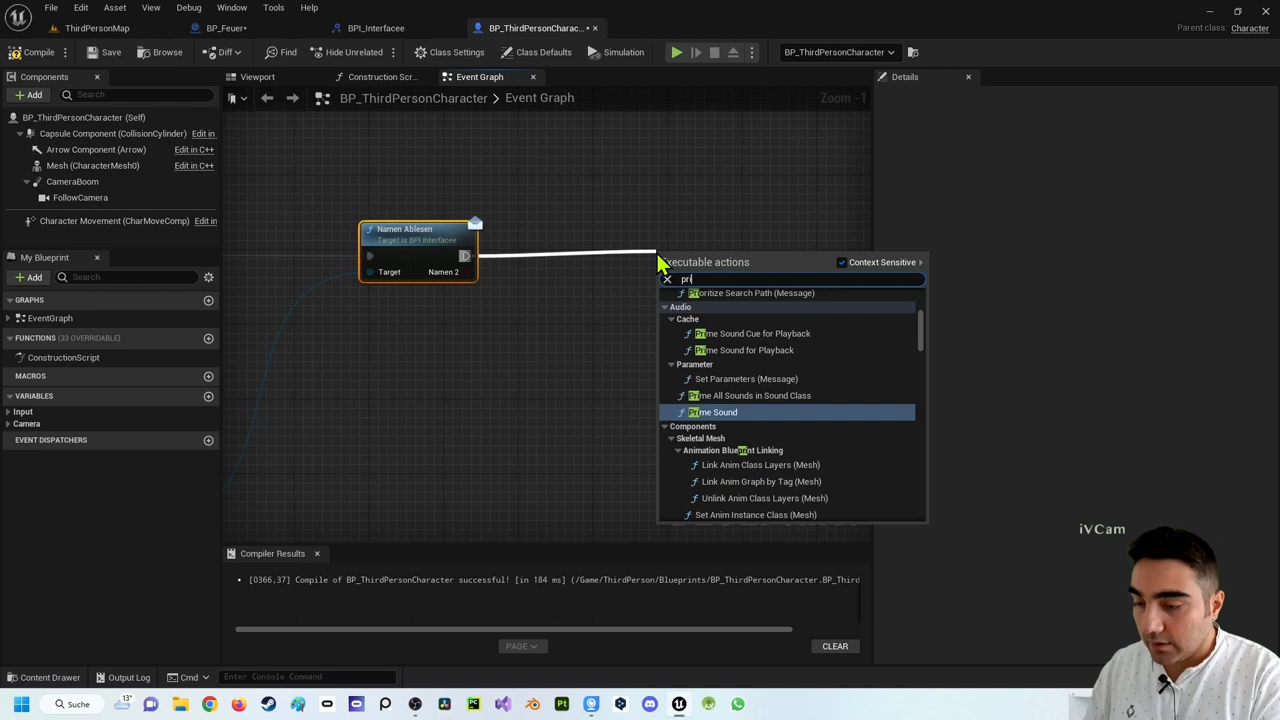 File
Edit
Asset
View
Debug
Window
Tools
Help
ThirdPersonMap
BP_Feuer•
BPI_Interfacee
BP_ThirdPersonCharac...•
Parent class: Character
Compile
Save
Browse
Diff
Find
Hide Unrelated
Class Settings
Class Defaults
Simulation
BP_ThirdPersonCharacter
Components
Viewport
Construction Scr...
Event Graph
Details
Add
Search
BP_ThirdPersonCharacter > Event Graph
Zoom -1
BP_ThirdPersonCharacter (Self)
Capsule Component (CollisionCylinder)
Edit in
Arrow Component (Arrow)
Edit in C++
Mesh (CharacterMesh0)
Edit in C++
CameraBoom
FollowCamera
Character Movement (CharMoveComp)
Edit in
My Blueprint
Add
Search
GRAPHS
EventGraph
FUNCTIONS (33 OVERRIDABLE)
ConstructionScript
MACROS
VARIABLES
Input
Camera
EVENT DISPATCHERS
Namen Ablesen
Target is BPI Interfacee
Target
Namen 2
Executable actions
Context Sensitive
pri
Prioritize Search Path (Message)
Audio
Cache
Prime Sound Cue for Playback
Prime Sound for Playback
Parameter
Set Parameters (Message)
Prime All Sounds in Sound Class
Prime Sound
Components
Skeletal Mesh
Animation Blueprint Linking
Link Anim Class Layers (Mesh)
Link Anim Graph by Tag (Mesh)
Unlink Anim Class Layers (Mesh)
Set Anim Instance Class (Mesh)
iVCam
Compiler Results
[0366,37] Compile of BP_ThirdPersonCharacter successful! [in 184 ms] (/Game/ThirdPerson/Blueprints/BP_ThirdPersonCharacter.BP_Third
PAGE
CLEAR
Content Drawer
Output Log
Cmd
Enter Console Command
Suche
13°